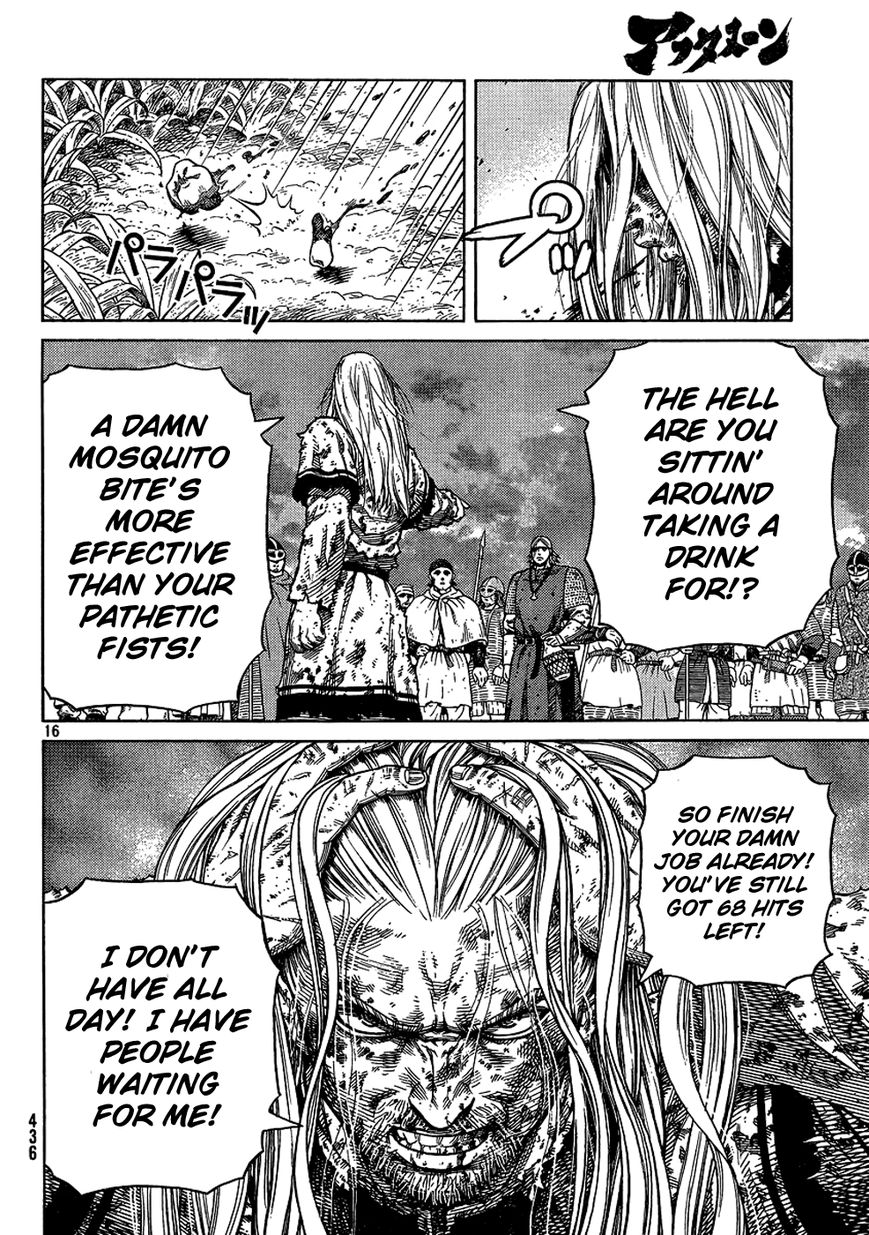 アフタヌーン
パラパラッ
THE HELL
ARE YOU
SITTIN'
AROUND
TAKING A
DRINK
FOR!?
A DAMN
MOSQUITO
BITE'S
MORE
EFFECTIVE
THAN YOUR
PATHETIC
FISTS!
16
SO FINISH
YOUR DAMN
JOB ALREADY!
YOU'VE STILL
GOT 68 HITS
LEFT!
I DON'T
HAVE ALL
DAY! I HAVE
PEOPLE
WAITING
FOR ME!
436